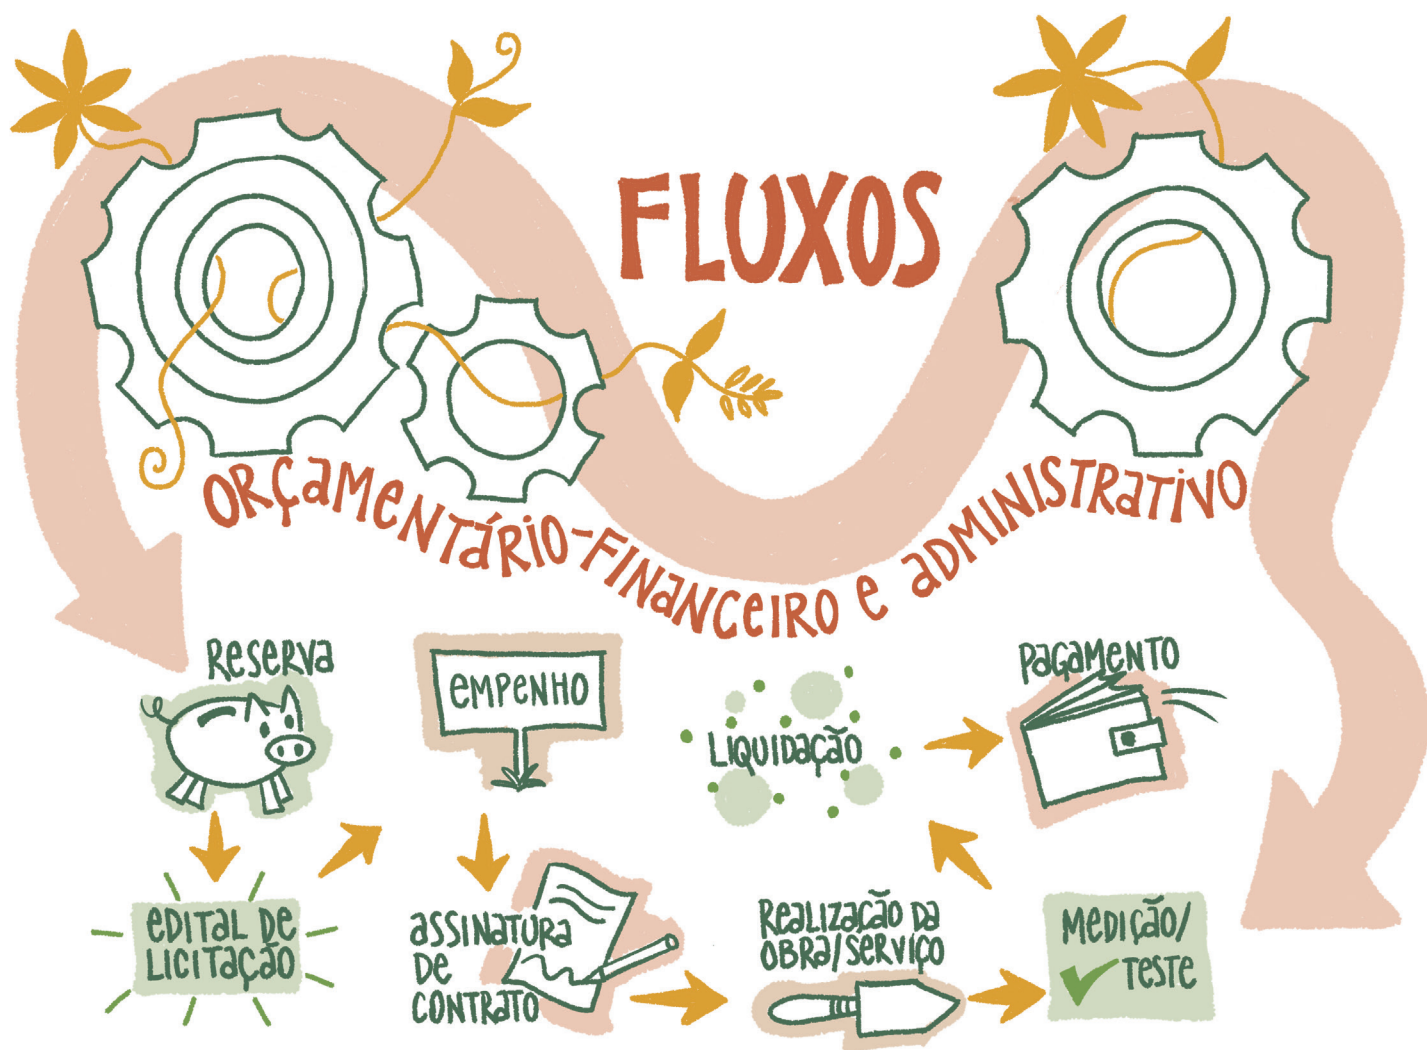 FLUXOS
ORÇAMENTÁRIO-FINANCEIRO E ADMINISTRATIVO
RESERVA
EMPENHO
LIQUIDAÇÃO
PAGAMENTO
EDITAL DE
LICITAÇÃO
ASSINATURA
DE
CONTRATO
REALIZAÇÃO DA
OBRA/SERVIÇO
MEDIÇÃO/
TESTE